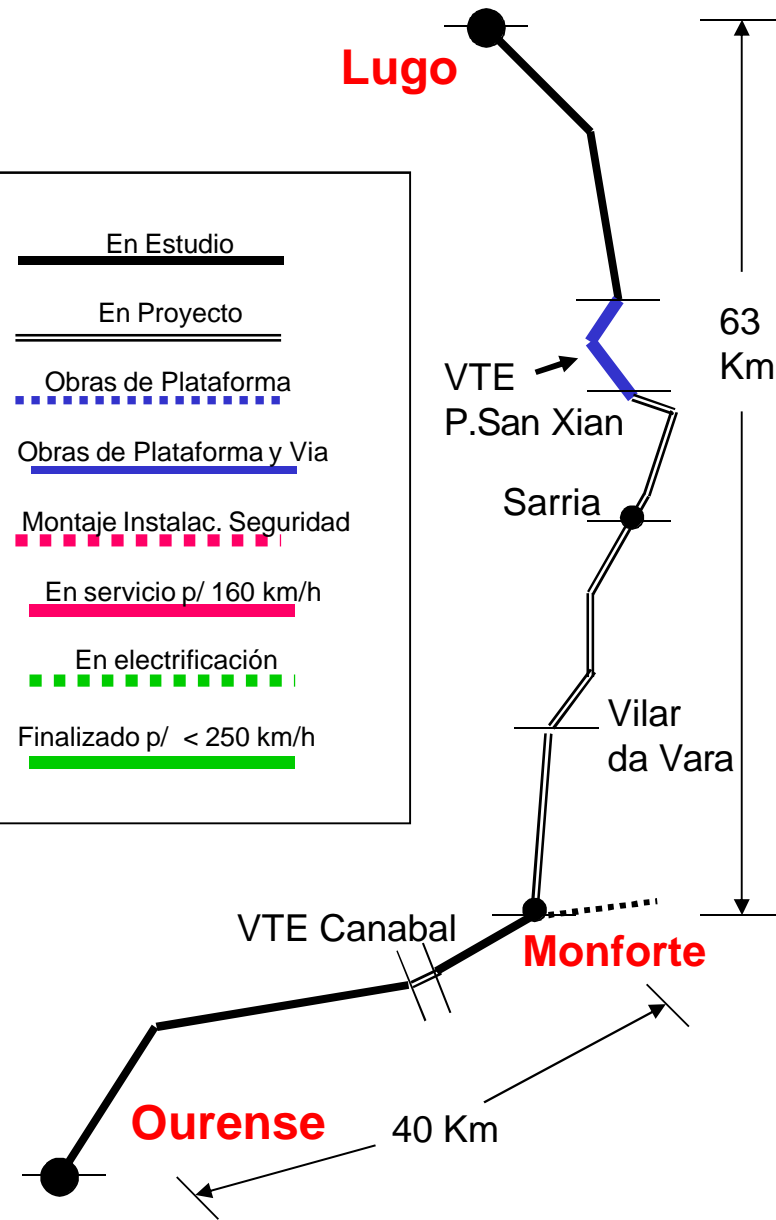 Lugo
En Estudio
En Proyecto
Obras de Plataforma
Obras de Plataforma y Via
Montaje Instalac. Seguridad
En servicio p/ 160 km/h
En electrificación
Finalizado p/ < 250 km/h
63
Km
VTE
P.San Xian
Sarria
Vilar
da Vara
VTE Canabal
Monforte
Ourense
40 Km